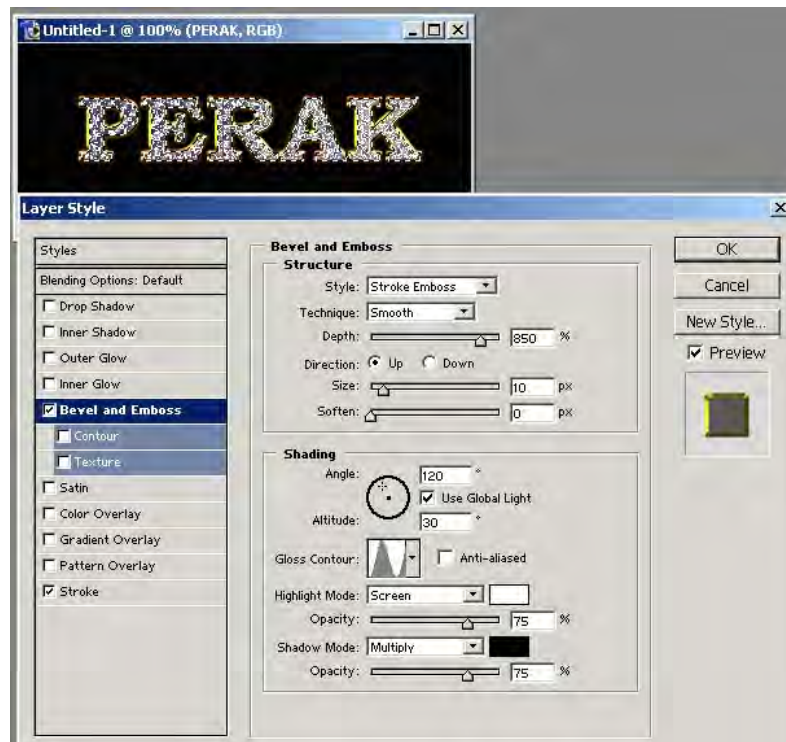 Untitled-1 @ 100% (PERAK, RGB)
PERAK
Layer Style
Styles
Blending Options: Default
Drop Shadow
Inner Shadow
Outer Glow
Inner Glow
Bevel and Emboss
Contour
Texture
Satin
Color Overlay
Gradient Overlay
Pattern Overlay
Stroke
Bevel and Emboss
Structure
Style: Stroke Emboss
Technique: Smooth
Depth: 850 %
Direction: Up Down
Size: 10 px
Soften: 0 px
Shading
Angle: 120 °
Use Global Light
Altitude: 30 °
Gloss Contour: Anti-aliased
Highlight Mode: Screen
Opacity: 75 %
Shadow Mode: Multiply
Opacity: 75 %
OK
Cancel
New Style...
Preview